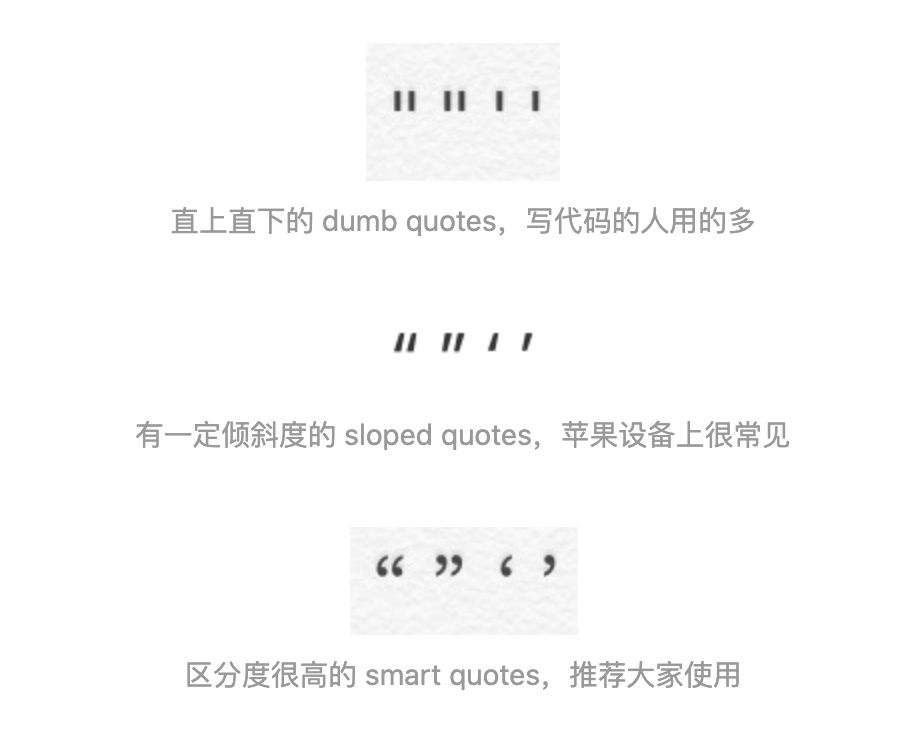 " " ' '
直上直下的 dumb quotes，写代码的人用的多
“ ” ‘ ’
有一定倾斜度的 sloped quotes，苹果设备上很常见
“ ” ‘ ’
区分度很高的 smart quotes，推荐大家使用